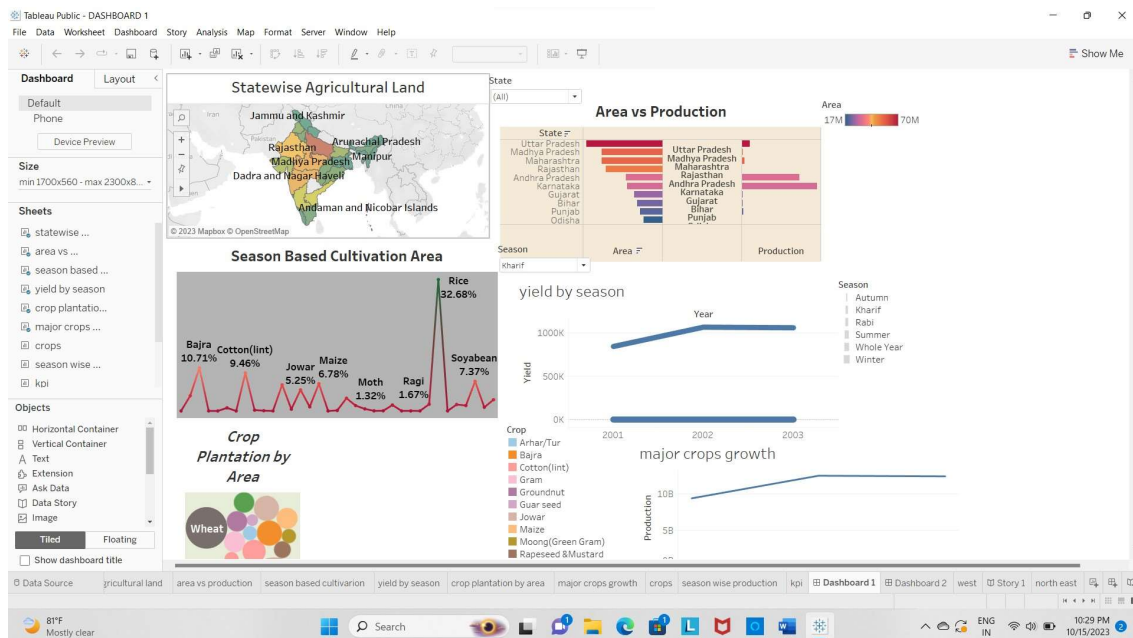 Tableau Public - DASHBOARD 1
File Data Worksheet Dashboard Story Analysis Map Format Server Window Help
Show Me
Dashboard Layout
Default
Phone
Device Preview
Size
min 1700x560 - max 2300x8...
Sheets
statewise ...
area vs ...
season based ...
yield by season
crop plantatio...
major crops ...
crops
season wise ...
kpi
Objects
Horizontal Container
Vertical Container
Text
Extension
Ask Data
Data Story
Image
Tiled Floating
Show dashboard title
Statewise Agricultural Land
Iran
China
Pakistan
Jammu and Kashmir
Arunachal Pradesh
Rajasthan
Manipur
Madhya Pradesh
Dadra and Nagar Haveli
Andaman and Nicobar Islands
© 2023 Mapbox © OpenStreetMap
State
(All)
Area vs Production
Area
17M 70M
State
Uttar Pradesh
Madhya Pradesh
Maharashtra
Rajasthan
Andhra Pradesh
Karnataka
Gujarat
Bihar
Punjab
Odisha
Uttar Pradesh
Madhya Pradesh
Maharashtra
Rajasthan
Andhra Pradesh
Karnataka
Gujarat
Bihar
Punjab
Area Production
Season Based Cultivation Area
Bajra
10.71%
Cotton(lint)
9.46%
Jowar
5.25%
Maize
6.78%
Moth
1.32%
Ragi
1.67%
Rice
32.68%
Soyabean
7.37%
Season
Kharif
yield by season
Year
Yield
1000K
500K
0K
2001 2002 2003
Season
Autumn
Kharif
Rabi
Summer
Whole Year
Winter
Crop
Plantation by
Area
Wheat
Crop
Arhar/Tur
Bajra
Cotton(lint)
Gram
Groundnut
Guar seed
Jowar
Maize
Moong(Green Gram)
Rapeseed &Mustard
major crops growth
Production
10B
5B
Data Source gricultural land area vs production season based cultivarion yield by season crop plantation by area major crops growth crops season wise production kpi Dashboard 1 Dashboard 2 west Story 1 north east
81°F
Mostly clear
Search
ENG
IN
10:29 PM
10/15/2023
2